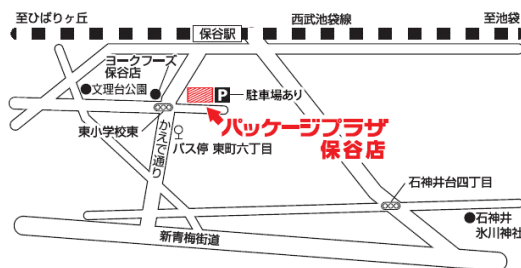 至ひばりヶ丘
保谷駅
西武池袋線
至池袋
ヨークフーズ
保谷店
文理台公園
P
駐車場あり
東小学校東
かえで通り
バス停 東町六丁目
パッケージプラザ
保谷店
石神井台四丁目
石神井
氷川神社
新青梅街道